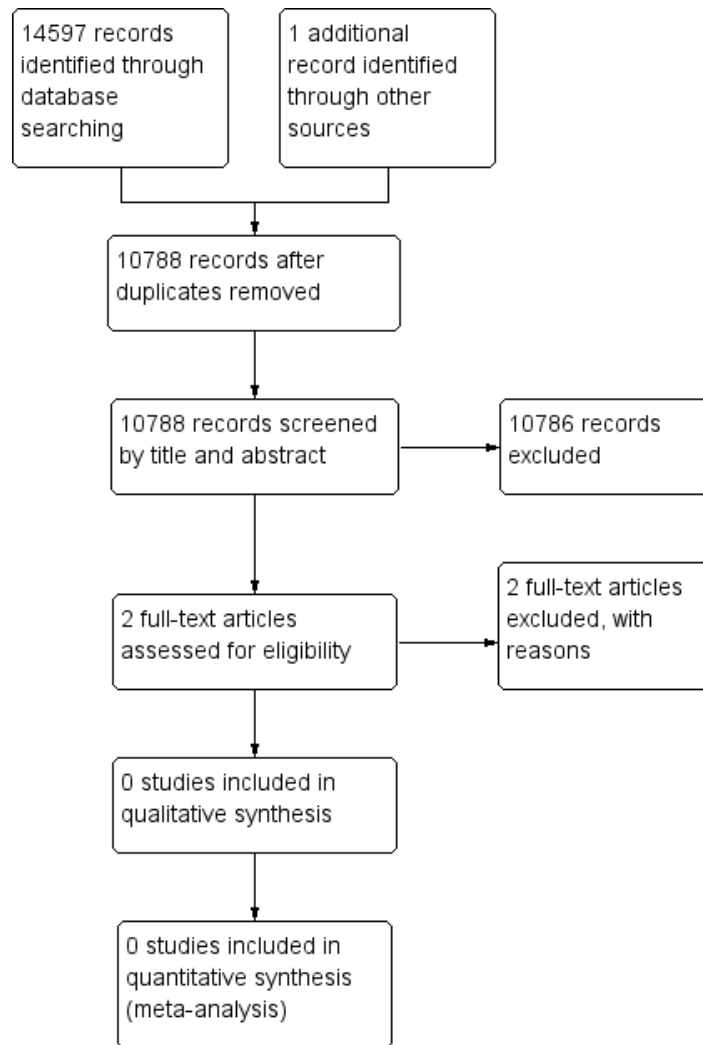 14597 records
identified through
database
searching
1 additional
record identified
through other
sources
10788 records after
duplicates removed
10788 records screened
by title and abstract
10786 records
excluded
2 full-text articles
assessed for eligibility
2 full-text articles
excluded, with
reasons
0 studies included in
qualitative synthesis
0 studies included in
quantitative synthesis
(meta-analysis)